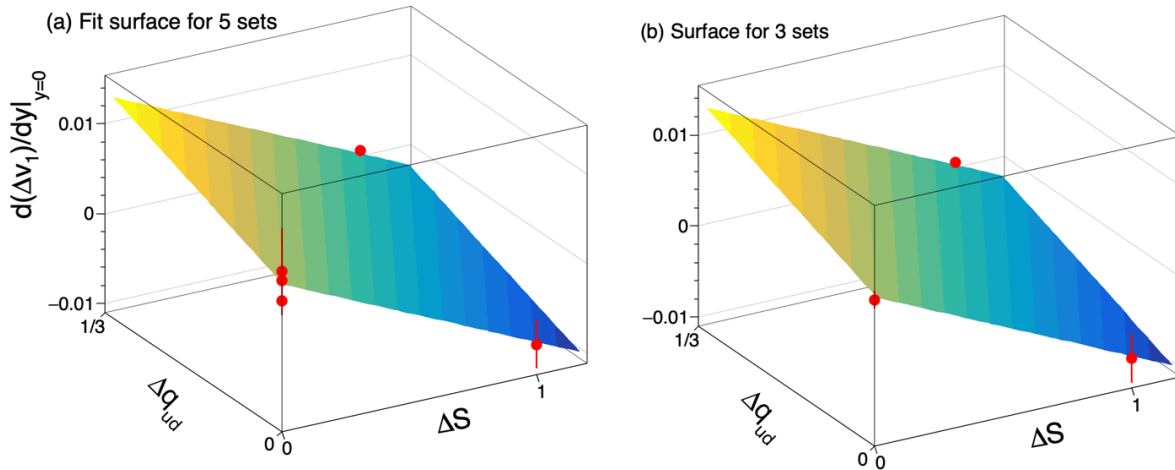 (a) Fit surface for 5 sets
d(Δv₁)/dy|y=0
0.01
0
−0.01
1/3
Δqud
0
0
ΔS
1
(b) Surface for 3 sets
0.01
0
−0.01
1/3
Δqud
0
0
ΔS
1